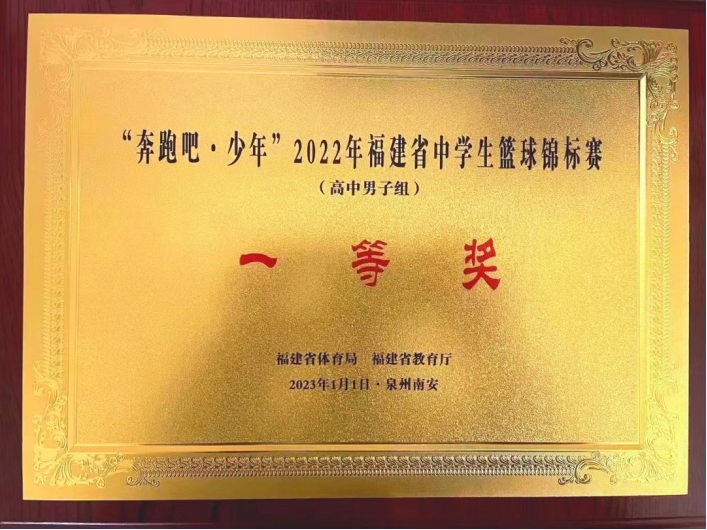 “奔跑吧·少年”2022年福建省中学生篮球锦标赛
（高中男子组）
一等奖
福建省体育局 福建省教育厅
2023年1月1日·泉州南安